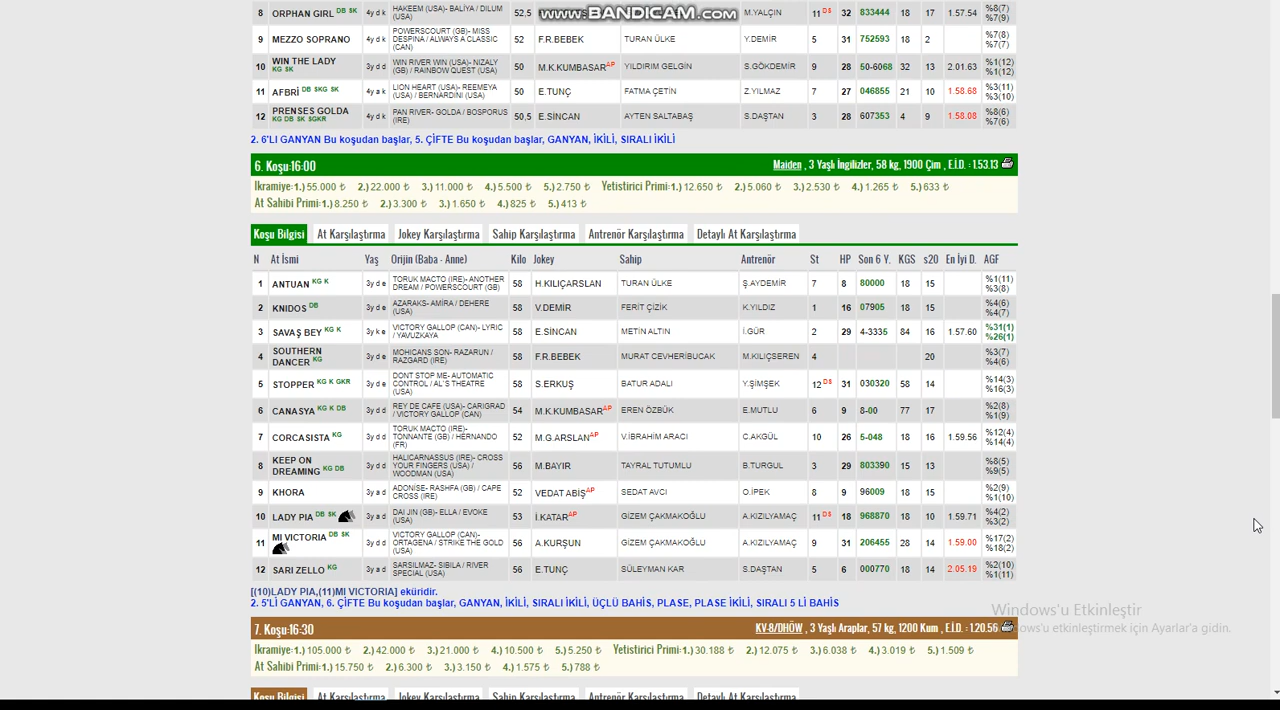 www.BANDICAM.com
8 ORPHAN GIRL DB SK 4y d k HAKEEM (USA)- BALİYA / DILUM (USA) 52,5 M.YALÇIN 11 DS 32 833444 18 17 1.57.54 %8(7) %7(9)
9 MEZZO SOPRANO 4y d k POWERSCOURT (GB)- MISS DESPINA / ALWAYS A CLASSIC (CAN) 52 F.R.BEBEK TURAN ÜLKE Y.DEMİR 5 31 752593 18 2 %7(8) %7(7)
10 WIN THE LADY KG SK 3y d d WIN RIVER WIN (USA)- NIZALY (GB) / RAINBOW QUEST (USA) 50 M.K.KUMBASAR AP YILDIRIM GELGİN S.GÖKDEMİR 9 28 50-6068 32 13 2.01.63 %1(12) %1(12)
11 AFBRİ DB SKG SK 4y a k LION HEART (USA)- REEMEYA (USA) / BERNARDINI (USA) 50 E.TUNÇ FATMA ÇETİN Z.YILMAZ 7 27 046855 21 10 1.58.68 %3(11) %3(10)
12 PRENSES GOLDA KG DB SK SGKR 4y d k PAN RIVER- GOLDA / BOSPORUS (IRE) 50,5 E.SİNCAN AYTEN SALTABAŞ S.DAŞTAN 3 28 607353 4 9 1.58.08 %8(6) %7(6)
2. 6'LI GANYAN Bu koşudan başlar, 5. ÇİFTE Bu koşudan başlar, GANYAN, İKİLİ, SIRALI İKİLİ
6. Koşu:16:00 Maiden , 3 Yaşlı İngilizler, 58 kg, 1900 Çim , E.İ.D. : 1.53.13
Ikramiye:1.) 55.000 ₺ 2.) 22.000 ₺ 3.) 11.000 ₺ 4.) 5.500 ₺ 5.) 2.750 ₺ Yetistirici Primi:1.) 12.650 ₺ 2.) 5.060 ₺ 3.) 2.530 ₺ 4.) 1.265 ₺ 5.) 633 ₺
At Sahibi Primi:1.) 8.250 ₺ 2.) 3.300 ₺ 3.) 1.650 ₺ 4.) 825 ₺ 5.) 413 ₺
Koşu Bilgisi At Karşılaştırma Jokey Karşılaştırma Sahip Karşılaştırma Antrenör Karşılaştırma Detaylı At Karşılaştırma
N At İsmi Yaş Orijin (Baba - Anne) Kilo Jokey Sahip Antrenör St HP Son 6 Y. KGS s20 En İyi D. AGF
1 ANTUAN KG K 3y d e TORUK MACTO (IRE)- ANOTHER DREAM / POWERSCOURT (GB) 58 H.KILIÇARSLAN TURAN ÜLKE Ş.AYDEMİR 7 8 80000 18 15 %1(11) %3(8)
2 KNIDOS DB 3y d e AZARAKS- AMİRA / DEHERE (USA) 58 V.DEMİR FERİT ÇİZİK K.YILDIZ 1 16 07905 18 15 %4(6) %4(7)
3 SAVAŞ BEY KG K 3y k e VICTORY GALLOP (CAN)- LYRIC / YAVUZKAYA 58 E.SİNCAN METİN ALTIN İ.GÜR 2 29 4-3335 84 16 1.57.60 %31(1) %26(1)
4 SOUTHERN DANCER KG 3y d e MOHICANS SON- RAZARUN / RAZGARD (IRE) 58 F.R.BEBEK MURAT CEVHERİBUCAK M.KILIÇSEREN 4 20 %3(7) %4(6)
5 STOPPER KG K GKR 3y d e DONT STOP ME- AUTOMATIC CONTROL / AL'S THEATRE (USA) 58 S.ERKUŞ BATUR ADALI Y.ŞİMŞEK 12 DS 31 030320 58 14 %14(3) %16(3)
6 CANASYA KG K DB 3y d d REY DE CAFE (USA)- CARIGRAD / VICTORY GALLOP (CAN) 54 M.K.KUMBASAR AP EREN ÖZBÜK E.MUTLU 6 9 8-00 77 17 %2(8) %1(9)
7 CORCASISTA KG 3y d d TORUK MACTO (IRE)- TONNANTE (GB) / HERNANDO (FR) 52 M.G.ARSLAN AP V.İBRAHİM ARACI C.AKGÜL 10 26 5-048 18 16 1.59.56 %12(4) %14(4)
8 KEEP ON DREAMING KG DB 3y d d HALICARNASSUS (IRE)- CROSS YOUR FINGERS (USA) / WOODMAN (USA) 56 M.BAYIR TAYRAL TUTUMLU B.TURGUL 3 29 803390 15 13 %8(5) %9(5)
9 KHORA 3y a d ADONİSE- RASHFA (GB) / CAPE CROSS (IRE) 52 VEDAT ABİŞ AP SEDAT AVCI O.İPEK 8 9 96009 18 15 %2(9) %1(10)
10 LADY PIA DB SK 3y a d DAI JIN (GB)- ELLA / EVOKE (USA) 53 İ.KATAR AP GİZEM ÇAKMAKOĞLU A.KIZILYAMAÇ 11 DS 18 968870 18 10 1.59.71 %4(2) %3(2)
11 MI VICTORIA DB SK 3y d d VICTORY GALLOP (CAN)- ORTAGENA / STRIKE THE GOLD (USA) 56 A.KURŞUN GİZEM ÇAKMAKOĞLU A.KIZILYAMAÇ 9 31 206455 28 14 1.59.00 %17(2) %18(2)
12 SARI ZELLO KG 3y a d SARSILMAZ- SIBILA / RIVER SPECIAL (USA) 56 E.TUNÇ SÜLEYMAN KAR S.DAŞTAN 5 6 000770 18 14 2.05.19 %2(10) %1(11)
[(10)LADY PIA,(11)MI VICTORIA] eküridir.
2. 5'Lİ GANYAN, 6. ÇİFTE Bu koşudan başlar, GANYAN, İKİLİ, SIRALI İKİLİ, ÜÇLÜ BAHİS, PLASE, PLASE İKİLİ, SIRALI 5 Lİ BAHİS
Windows'u Etkinleştir
7. Koşu:16:30 KV-8/DHÖW , 3 Yaşlı Araplar, 57 kg, 1200 Kum , E.İ.D. : 1.20.56
Windows'u etkinleştirmek için Ayarlar'a gidin.
Ikramiye:1.) 105.000 ₺ 2.) 42.000 ₺ 3.) 21.000 ₺ 4.) 10.500 ₺ 5.) 5.250 ₺ Yetistirici Primi:1.) 30.188 ₺ 2.) 12.075 ₺ 3.) 6.038 ₺ 4.) 3.019 ₺ 5.) 1.509 ₺
At Sahibi Primi:1.) 15.750 ₺ 2.) 6.300 ₺ 3.) 3.150 ₺ 4.) 1.575 ₺ 5.) 788 ₺
Koşu Bilgisi At Karşılaştırma Jokey Karşılaştırma Sahip Karşılaştırma Antrenör Karşılaştırma Detaylı At Karşılaştırma